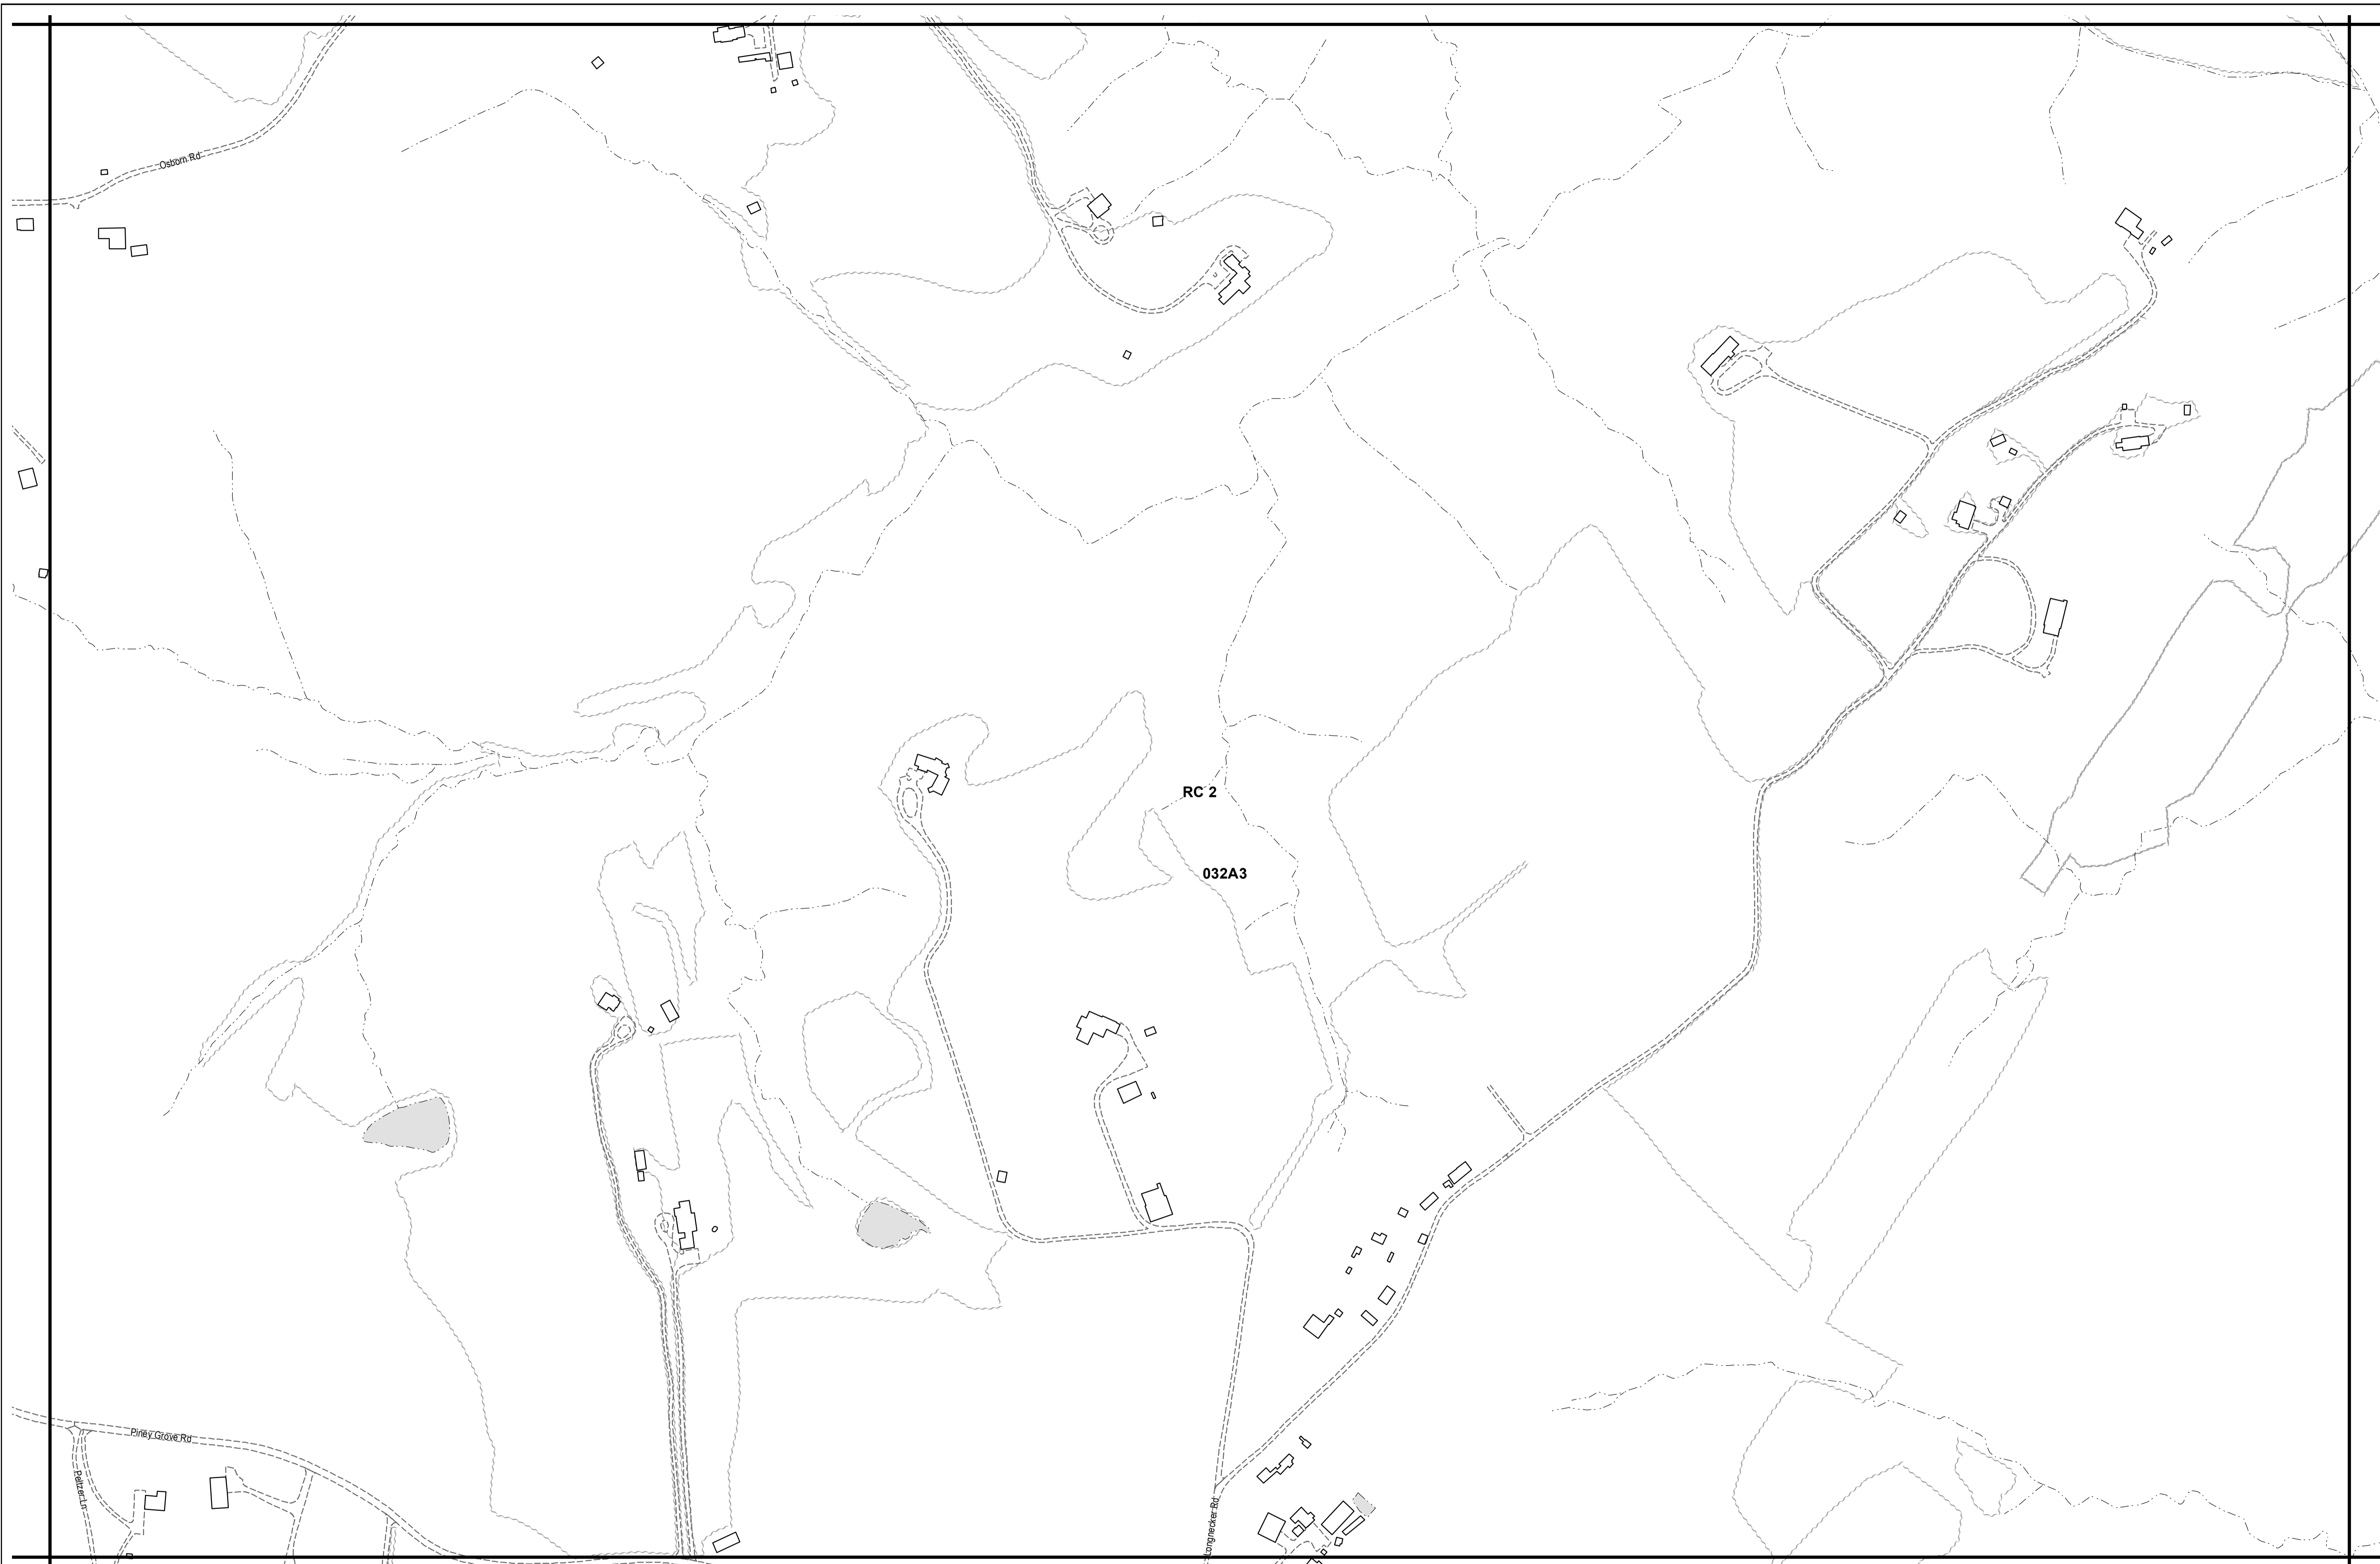 Osborn Rd
RC 2
032A3
Piney Grove Rd
Peltzer Ln
Longnecker Rd